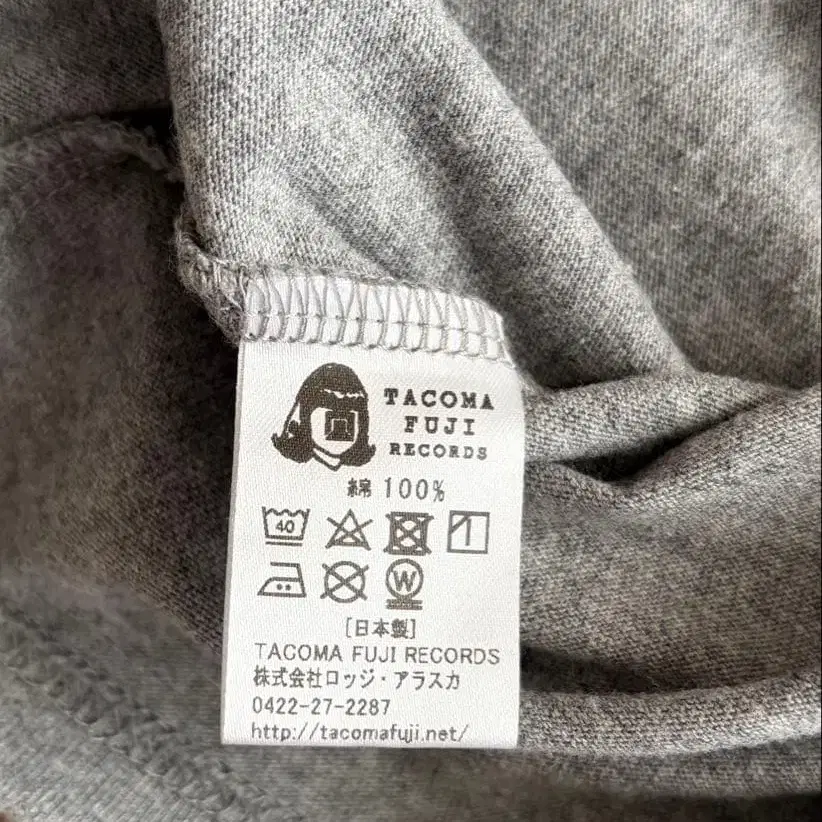 TACOMA
FUJI
RECORDS
綿 100%
40
W
[日本製]
TACOMA FUJI RECORDS
株式会社ロッジ・アラスカ
0422-27-2287
http://tacomafuji.net/